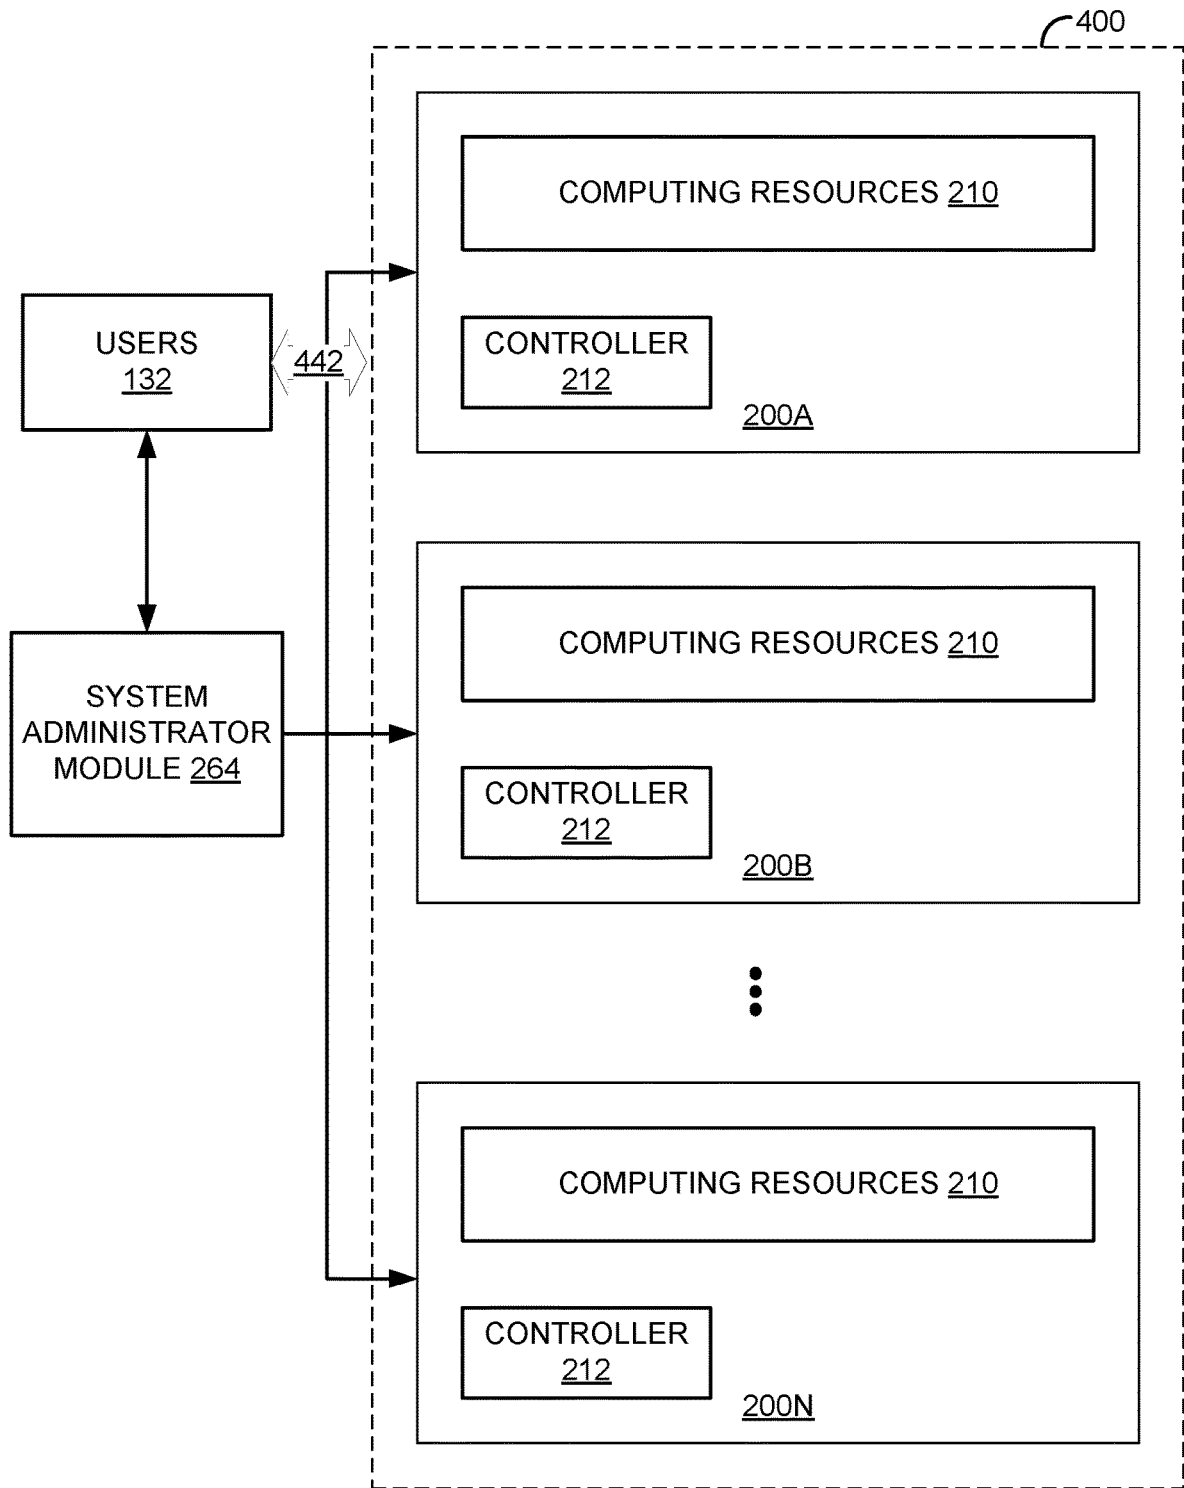 400
COMPUTING RESOURCES 210
USERS
132
442
CONTROLLER
212
200A
COMPUTING RESOURCES 210
SYSTEM
ADMINISTRATOR
MODULE 264
CONTROLLER
212
200B
COMPUTING RESOURCES 210
CONTROLLER
212
200N